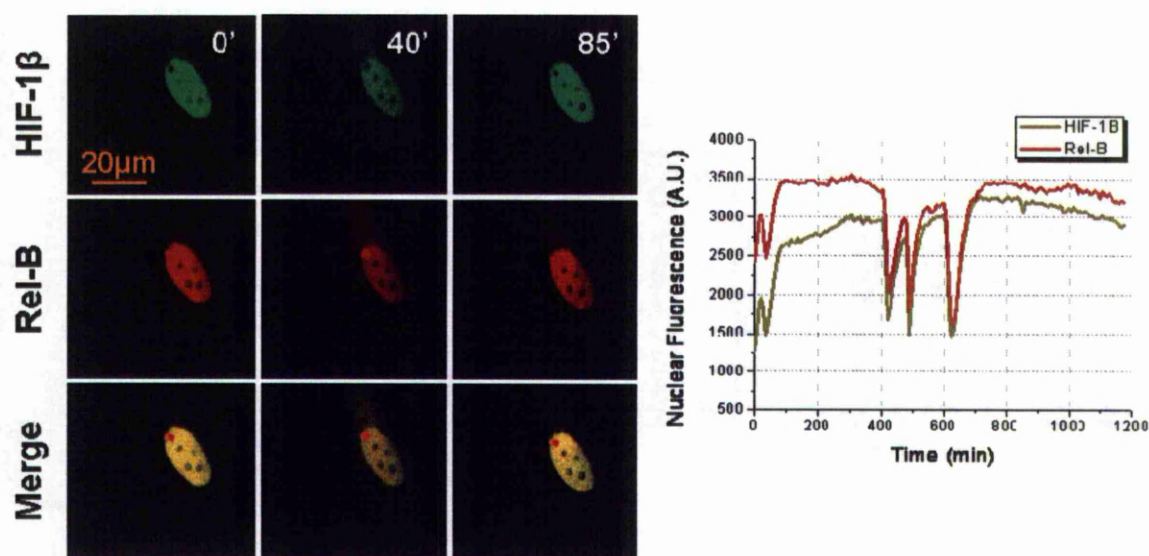 0'
40'
85'
HIF-1β
20µm
Rel-B
Merge
HIF-1B
Rel-B
Nuclear Fluorescence (A.U.)
4000
3500
3000
2500
2000
1500
1000
500
0
200
400
600
800
1000
1200
Time (min)